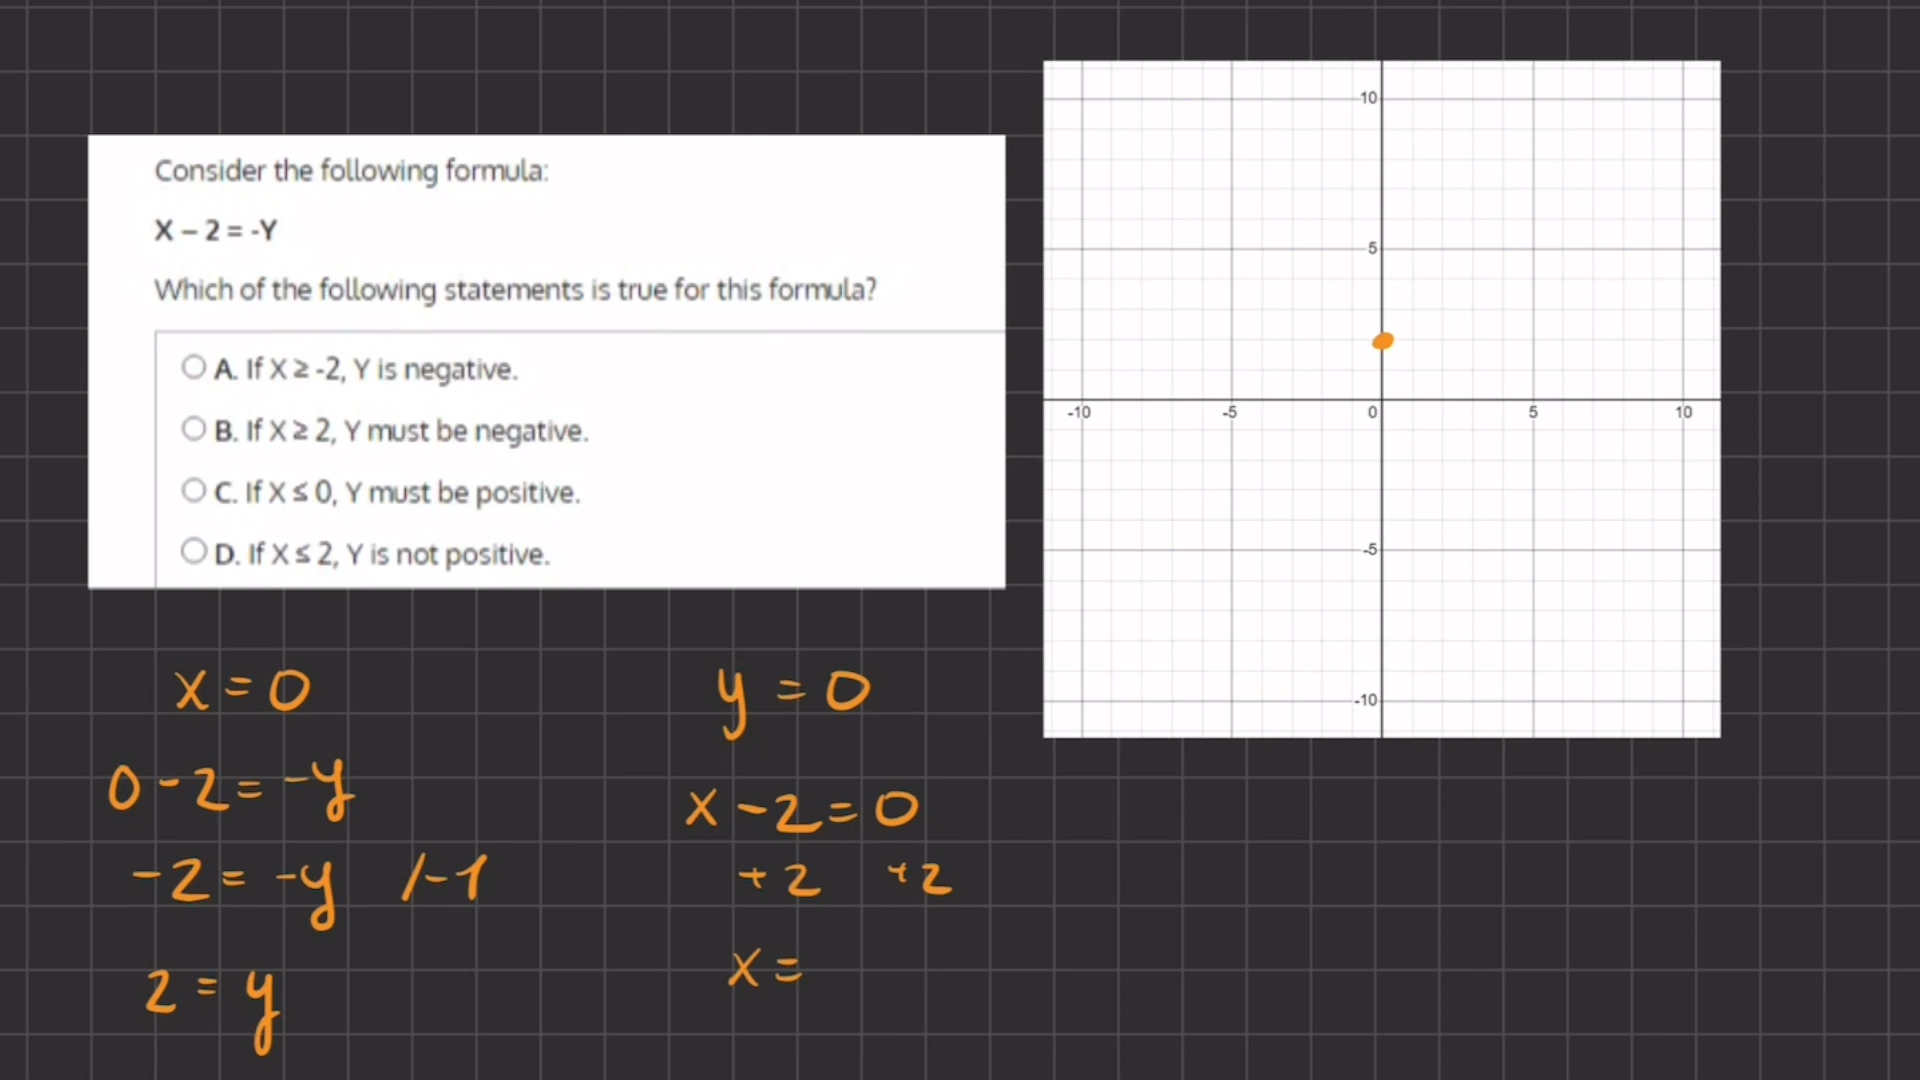 Consider the following formula:
X – 2 = -Y
Which of the following statements is true for this formula?
A. If X ≥ -2, Y is negative.
B. If X ≥ 2, Y must be negative.
C. If X ≤ 0, Y must be positive.
D. If X ≤ 2, Y is not positive.
10
5
-10 -5 0 5 10
-5
-10
x = 0
0 - 2 = -y
-2 = -y /-1
2 = y
y = 0
x - 2 = 0
+2 +2
x =